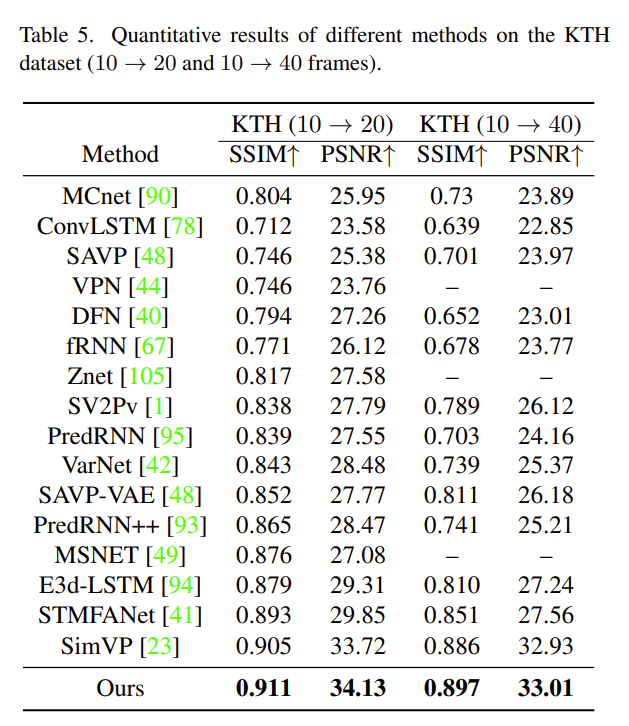 Table 5. Quantitative results of different methods on the KTH
dataset (10 → 20 and 10 → 40 frames).
KTH (10 → 20) KTH (10 → 40)
Method SSIM↑ PSNR↑ SSIM↑ PSNR↑
MCnet [90] 0.804 25.95 0.73 23.89
ConvLSTM [78] 0.712 23.58 0.639 22.85
SAVP [48] 0.746 25.38 0.701 23.97
VPN [44] 0.746 23.76 – –
DFN [40] 0.794 27.26 0.652 23.01
fRNN [67] 0.771 26.12 0.678 23.77
Znet [105] 0.817 27.58 – –
SV2Pv [1] 0.838 27.79 0.789 26.12
PredRNN [95] 0.839 27.55 0.703 24.16
VarNet [42] 0.843 28.48 0.739 25.37
SAVP-VAE [48] 0.852 27.77 0.811 26.18
PredRNN++ [93] 0.865 28.47 0.741 25.21
MSNET [49] 0.876 27.08 – –
E3d-LSTM [94] 0.879 29.31 0.810 27.24
STMFANet [41] 0.893 29.85 0.851 27.56
SimVP [23] 0.905 33.72 0.886 32.93
Ours 0.911 34.13 0.897 33.01